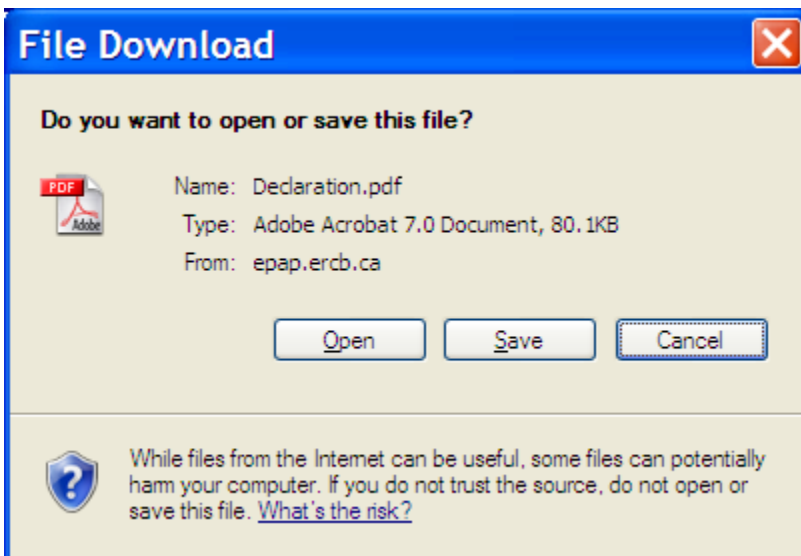 File Download
Do you want to open or save this file?
PDF
Adobe
Name: Declaration.pdf
Type: Adobe Acrobat 7.0 Document, 80.1KB
From: epap.ercb.ca
Open Save Cancel
While files from the Internet can be useful, some files can potentially
harm your computer. If you do not trust the source, do not open or
save this file. What's the risk?